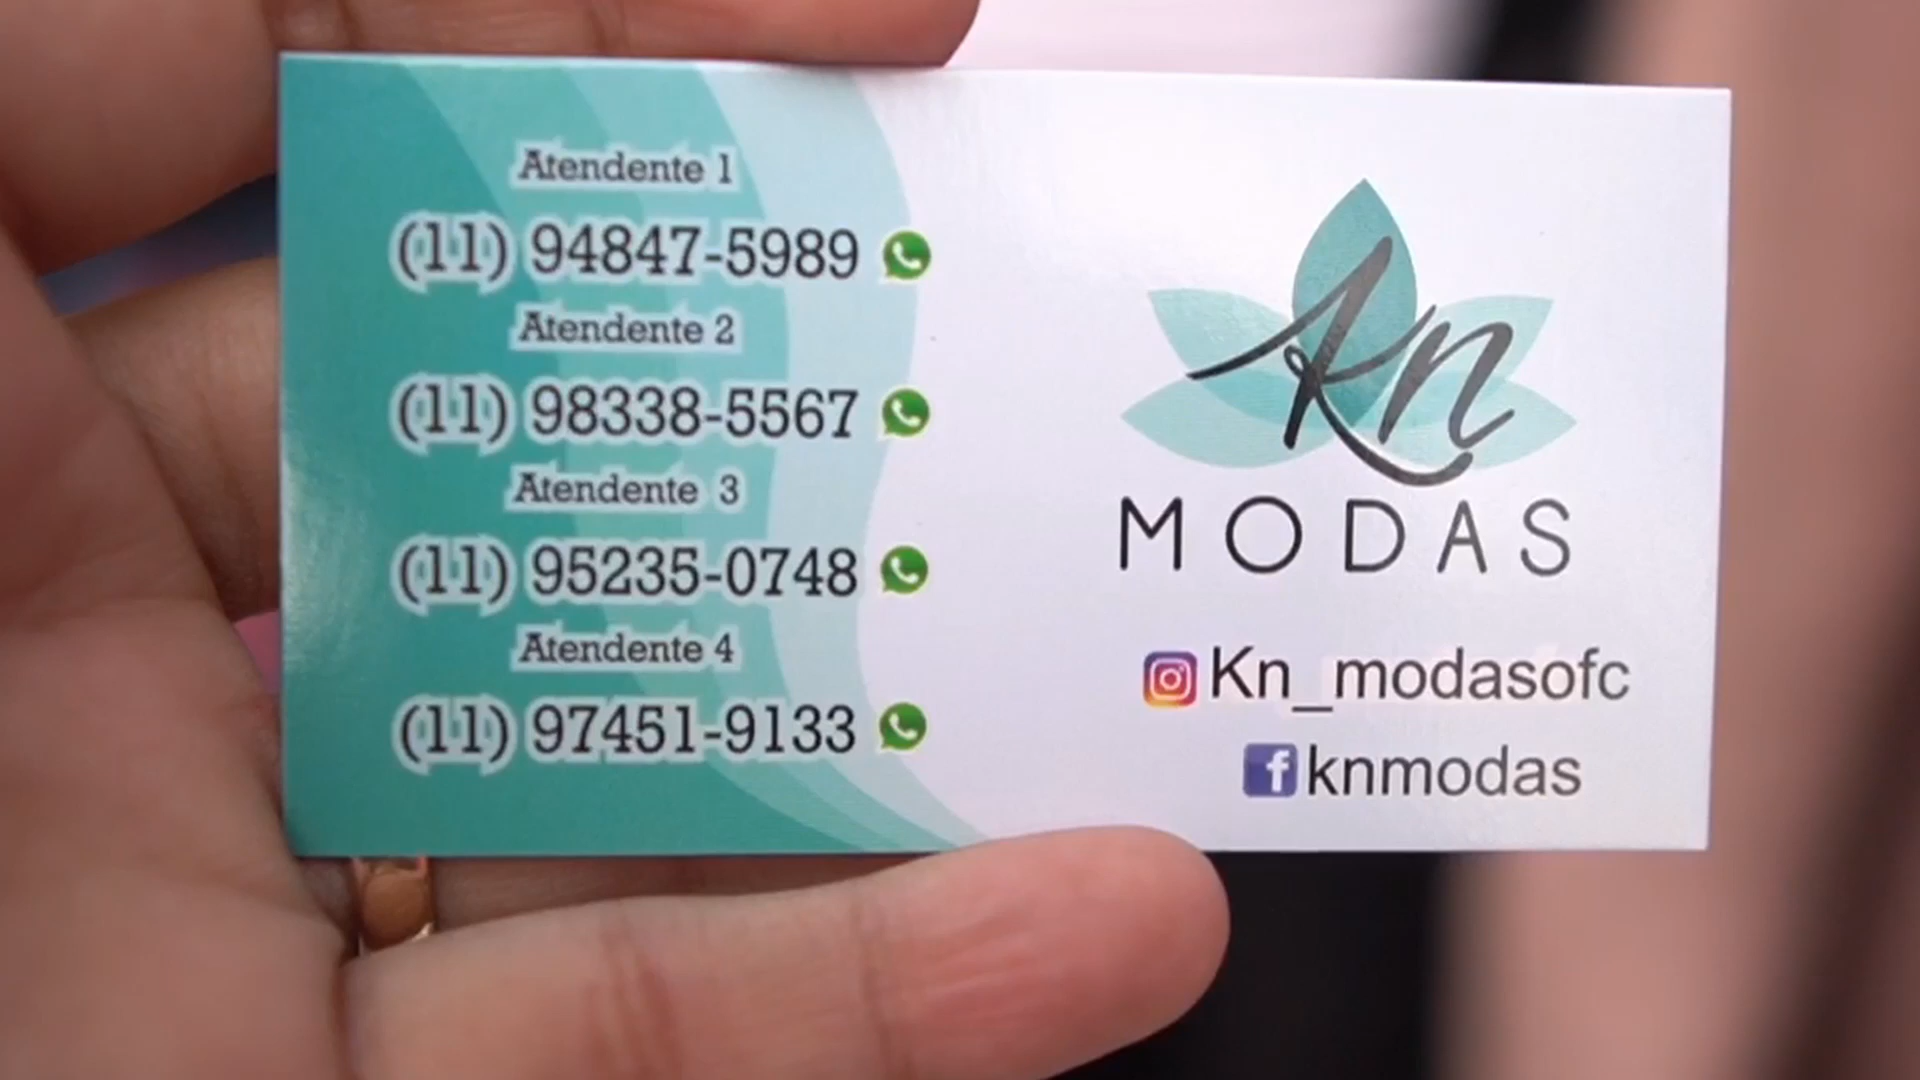 Atendente 1
(11) 94847-5989
Atendente 2
(11) 98338-5567
Atendente 3
(11) 95235-0748
Atendente 4
(11) 97451-9133
Kn
MODAS
Kn_modasofc
knmodas